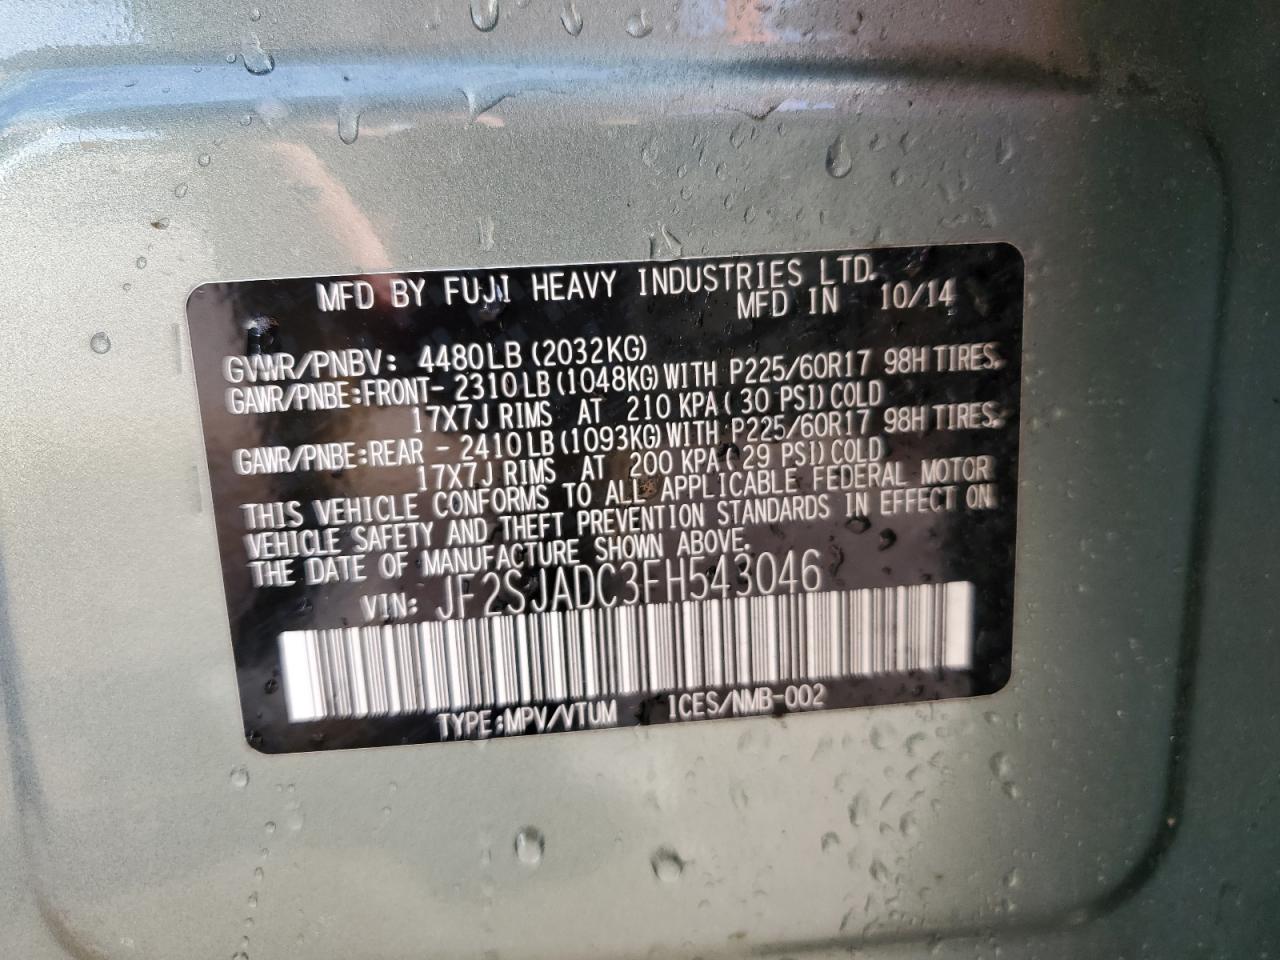 MFD BY FUJI HEAVY INDUSTRIES LTD.
MFD IN 10/14
GVWR/PNBV: 4480LB(2032KG)
GAWR/PNBE:FRONT- 2310LB(1048KG)WITH P225/60R17 98H TIRES.
17X7J RIMS AT 210 KPA(30 PSI)COLD
GAWR/PNBE:REAR - 2410LB(1093KG)WITH P225/60R17 98H TIRES.
17X7J RIMS AT 200 KPA(29 PSI)COLD
THIS VEHICLE CONFORMS TO ALL APPLICABLE FEDERAL MOTOR
VEHICLE SAFETY AND THEFT PREVENTION STANDARDS IN EFFECT ON
THE DATE OF MANUFACTURE SHOWN ABOVE.
VIN: JF2SJADC3FH543046
TYPE:MPV/VTUM ICES/NMB-002